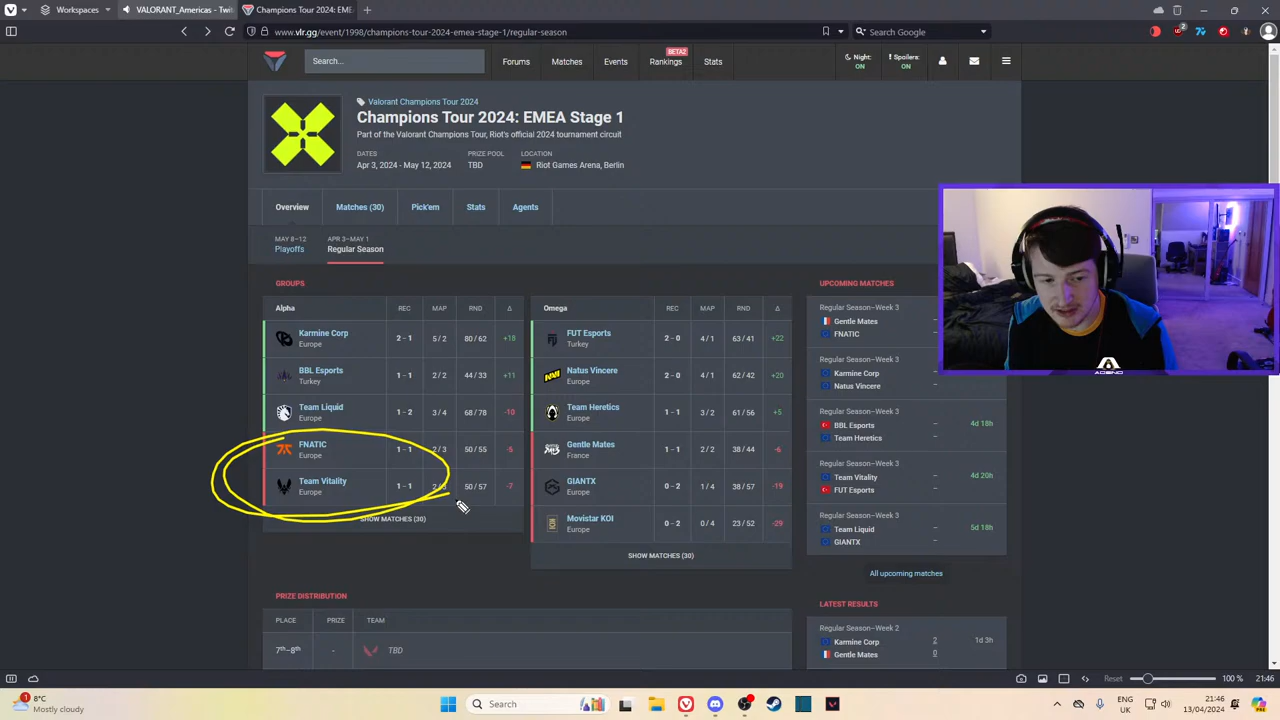 Workspaces
VALORANT_Americas - Twit
Champions Tour 2024: EME
www.vlr.gg/event/1998/champions-tour-2024-emea-stage-1/regular-season
Search Google
2
Search...
Forums
Matches
Events
BETA2
Rankings
Stats
Night:
ON
Spoilers:
ON
Valorant Champions Tour 2024
Champions Tour 2024: EMEA Stage 1
Part of the Valorant Champions Tour, Riot's official 2024 tournament circuit
DATES
Apr 3, 2024 - May 12, 2024
PRIZE POOL
TBD
LOCATION
Riot Games Arena, Berlin
Overview
Matches (30)
Pick'em
Stats
Agents
MAY 8–12
Playoffs
APR 3–MAY 1
Regular Season
GROUPS
Alpha REC MAP RND Δ
Karmine Corp 2 - 1 5/2 80 / 62 +18
Europe
BBL Esports 1 - 1 2/2 44 / 33 +11
Turkey
Team Liquid 1 - 2 3/4 68 / 78 -10
Europe
FNATIC 1 - 1 2/3 50 / 55 -5
Europe
Team Vitality 1 - 1 50 / 57 -7
Europe
SHOW MATCHES (30)
Omega REC MAP RND Δ
FUT Esports 2 - 0 4/1 63 / 41 +22
Turkey
Natus Vincere 2 - 0 4/1 62 / 42 +20
Europe
Team Heretics 1 - 1 3/2 61 / 56 +5
Europe
Gentle Mates 1 - 1 2/2 38 / 44 -6
France
GIANTX 0 - 2 1/4 38 / 57 -19
Europe
Movistar KOI 0 - 2 0/4 23 / 52 -29
Europe
SHOW MATCHES (30)
UPCOMING MATCHES
Regular Season–Week 3
Gentle Mates –
FNATIC –
Regular Season–Week 3
Karmine Corp –
Natus Vincere –
Regular Season–Week 3
BBL Esports – 4d 18h
Team Heretics –
Regular Season–Week 3
Team Vitality – 4d 20h
FUT Esports –
Regular Season–Week 3
Team Liquid – 5d 18h
GIANTX –
All upcoming matches
LATEST RESULTS
Regular Season–Week 2
Karmine Corp 2 1d 3h
Gentle Mates 0
PRIZE DISTRIBUTION
PLACE PRIZE TEAM
7th–8th - TBD
Reset
100 %
21:46
1
8°C
Mostly cloudy
Search
ENG
UK
21:46
13/04/2024